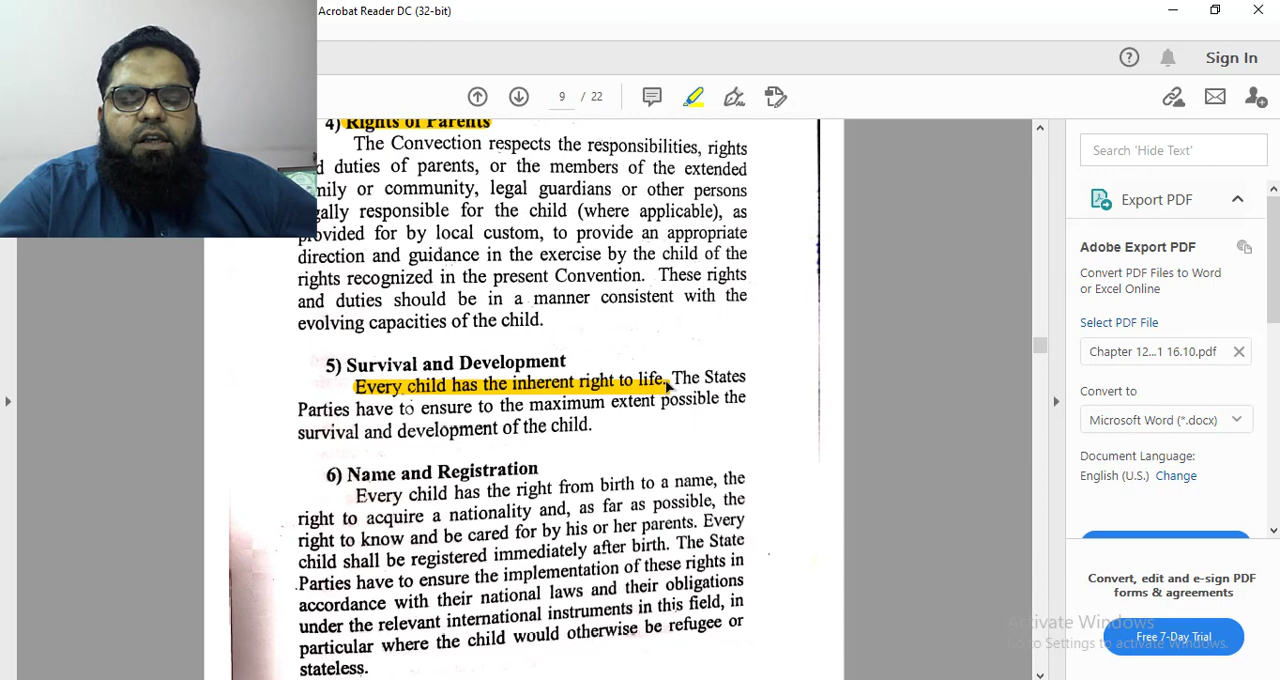 Acrobat Reader DC (32-bit)
Sign In
9 / 22
4) Rights of Parents
The Convection respects the responsibilities, rights
d duties of parents, or the members of the extended
mily or community, legal guardians or other persons
gally responsible for the child (where applicable), as
provided for by local custom, to provide an appropriate
direction and guidance in the exercise by the child of the
rights recognized in the present Convention. These rights
and duties should be in a manner consistent with the
evolving capacities of the child.
5) Survival and Development
Every child has the inherent right to life. The States
Parties have to ensure to the maximum extent possible the
survival and development of the child.
6) Name and Registration
Every child has the right from birth to a name, the
right to acquire a nationality and, as far as possible, the
right to know and be cared for by his or her parents. Every
child shall be registered immediately after birth. The State
Parties have to ensure the implementation of these rights in
accordance with their national laws and their obligations
under the relevant international instruments in this field, in
particular where the child would otherwise be refugee or
stateless.
Search 'Hide Text'
Export PDF
Adobe Export PDF
Convert PDF Files to Word
or Excel Online
Select PDF File
Chapter 12...1 16.10.pdf
Convert to
Microsoft Word (*.docx)
Document Language:
English (U.S.) Change
Convert, edit and e-sign PDF
forms & agreements
Activate Windows
Go to Settings to activate Windows.
Free 7-Day Trial